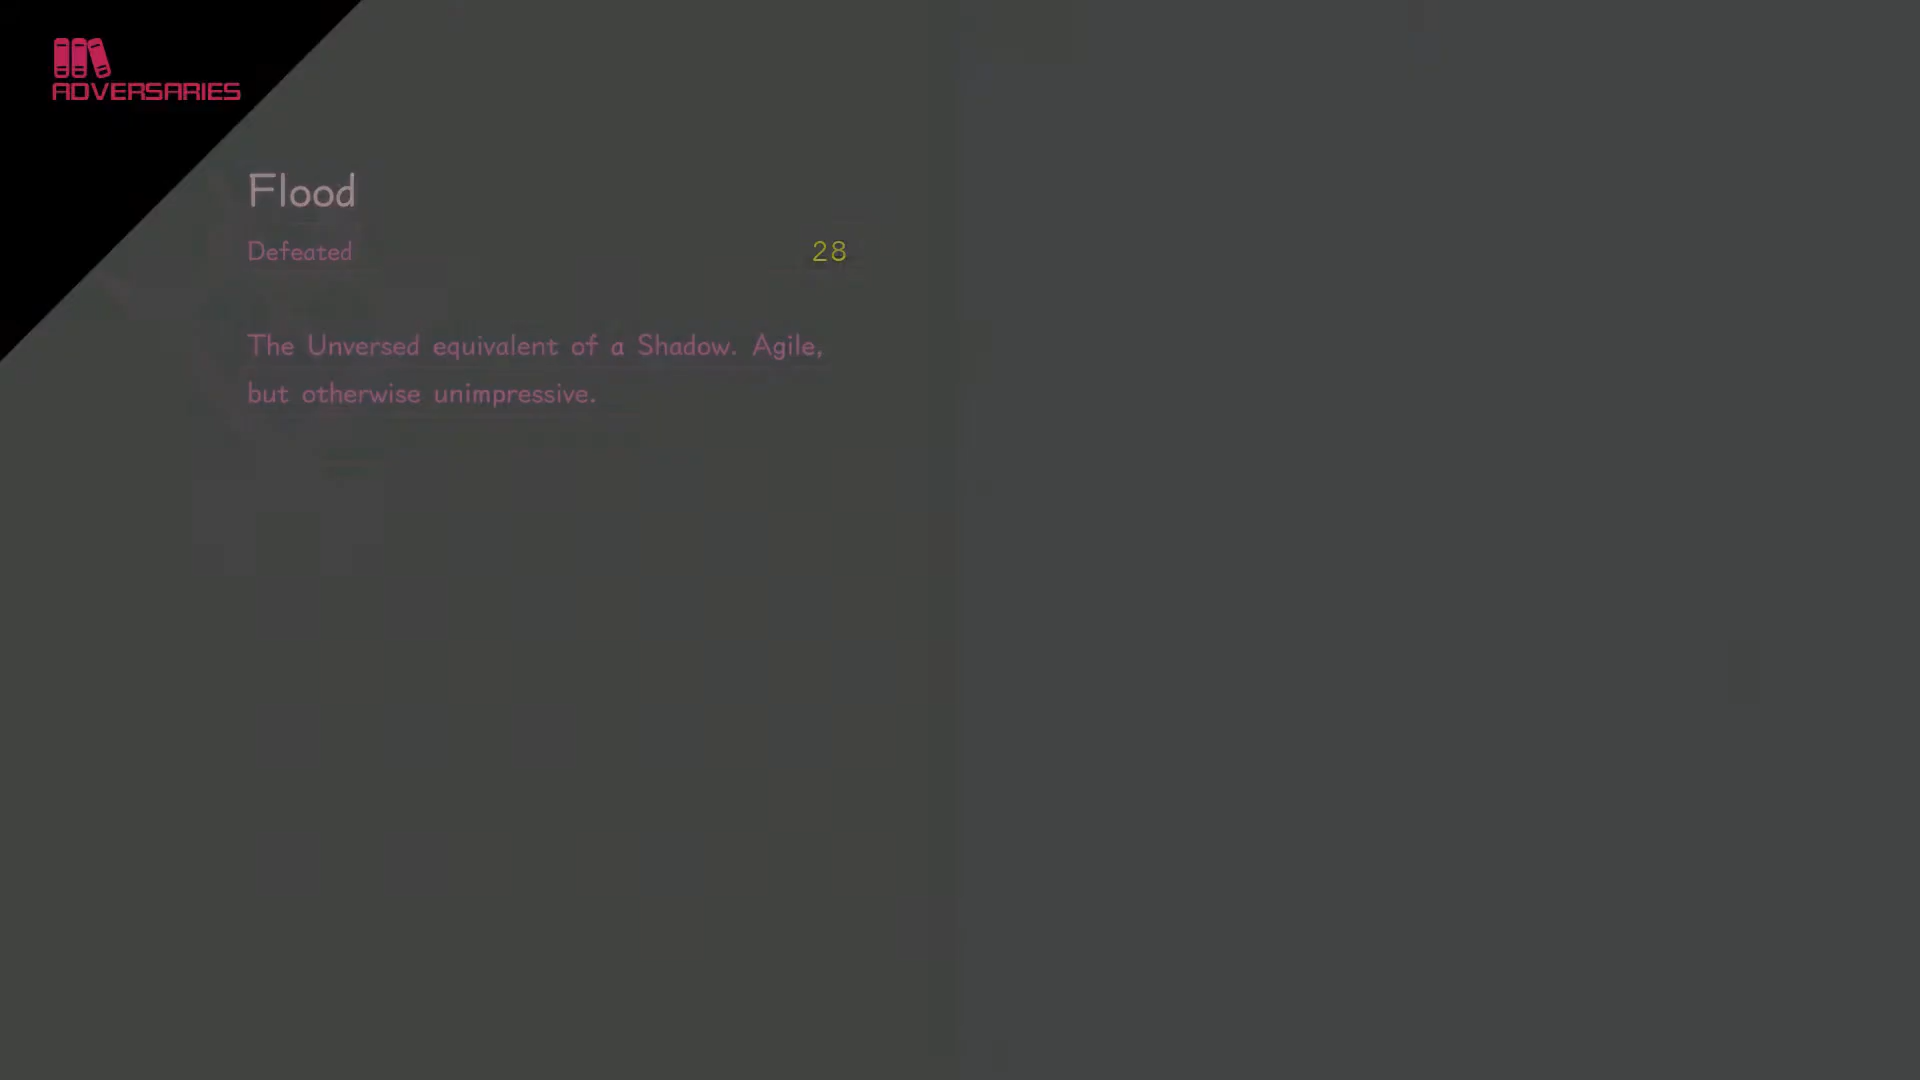 ADVERSARIES
Flood
Defeated 28
The Unversed equivalent of a Shadow. Agile,
but otherwise unimpressive.